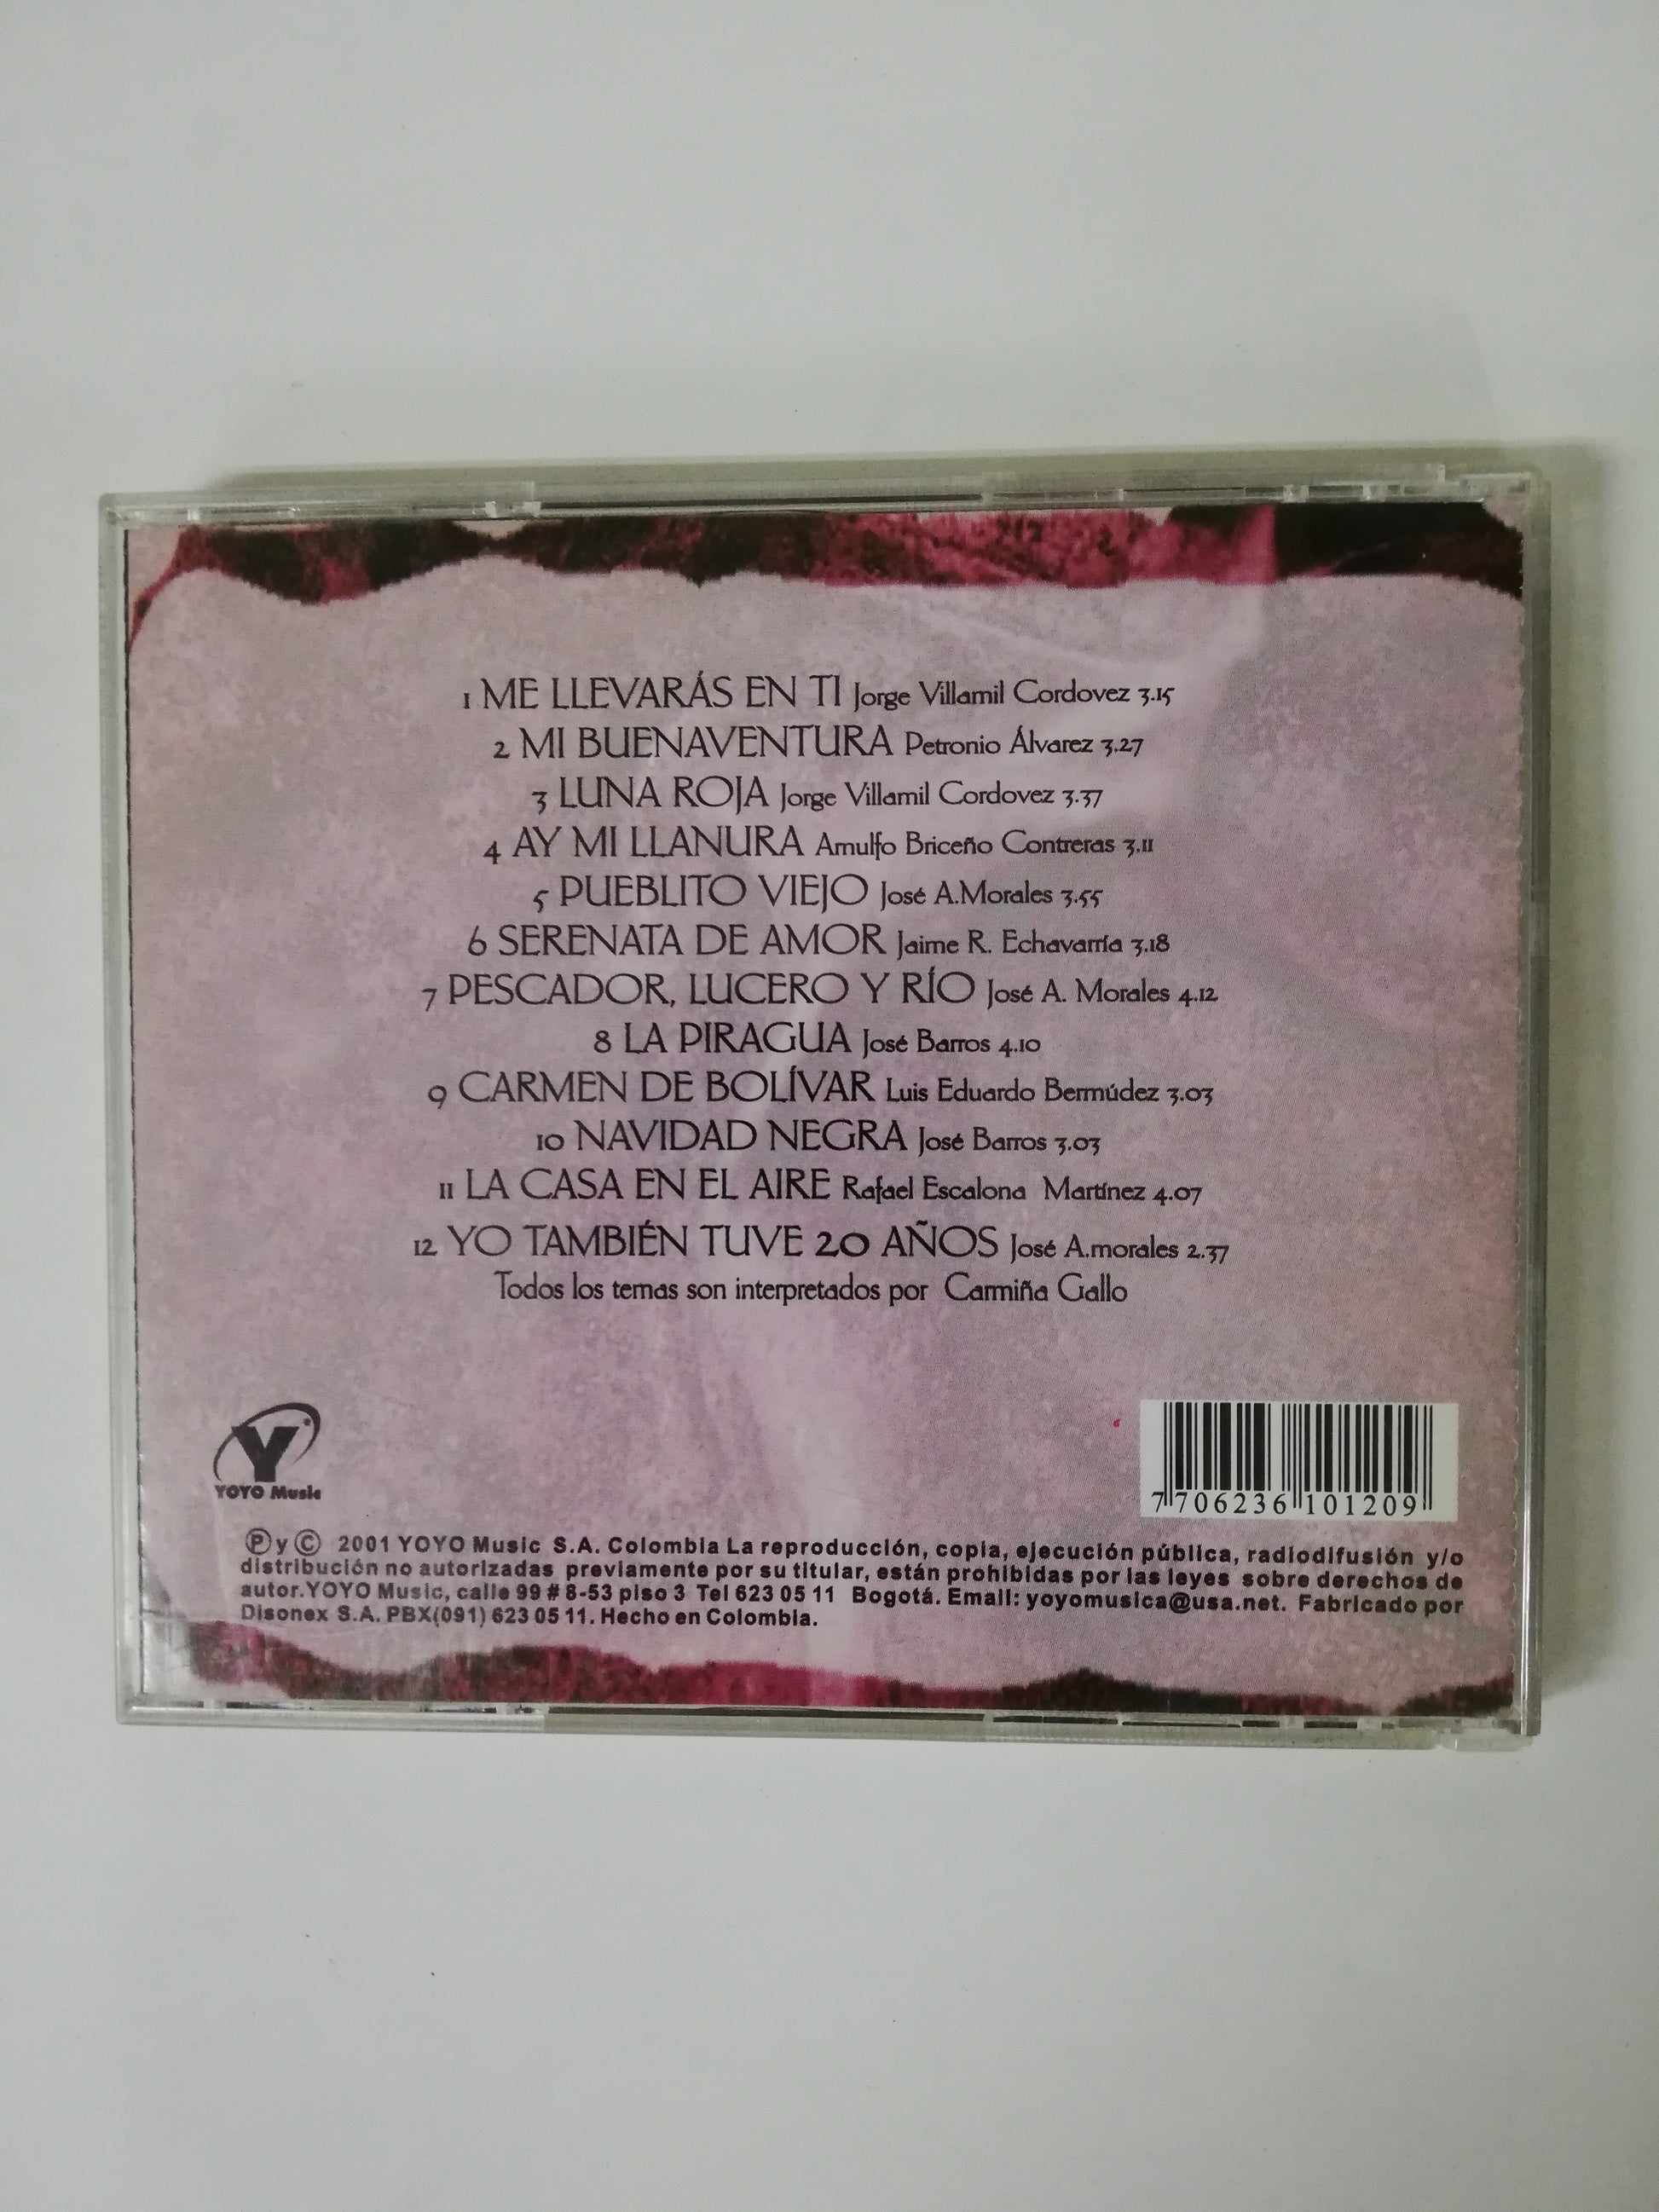 1 ME LLEVARÁS EN TI Jorge Villamil Cordovez 3.15
2 MI BUENAVENTURA Petronio Álvarez 3.27
3 LUNA ROJA Jorge Villamil Cordovez 3.37
4 AY MI LLANURA Arnulfo Briceño Contreras 3.11
5 PUEBLITO VIEJO José A.Morales 3.55
6 SERENATA DE AMOR Jaime R. Echavarría 3.18
7 PESCADOR, LUCERO Y RÍO José A. Morales 4.12
8 LA PIRAGUA José Barros 4.10
9 CARMEN DE BOLÍVAR Luis Eduardo Bermúdez 3.03
10 NAVIDAD NEGRA José Barros 3.03
11 LA CASA EN EL AIRE Rafael Escalona Martínez 4.07
12 YO TAMBIÉN TUVE 20 AÑOS José A.morales 2.37
Todos los temas son interpretados por Carmiña Gallo
Y
YOYO Music
7 706236 101209
Ⓟ y © 2001 YOYO Music S.A. Colombia La reproducción, copia, ejecución pública, radiodifusión y/o
distribución no autorizadas previamente por su titular, están prohibidas por las leyes sobre derechos de
autor.YOYO Music, calle 99 # 8-53 piso 3 Tel 623 05 11 Bogotá. Email: yoyomusica@usa.net. Fabricado por
Disonex S.A. PBX(091) 623 05 11. Hecho en Colombia.